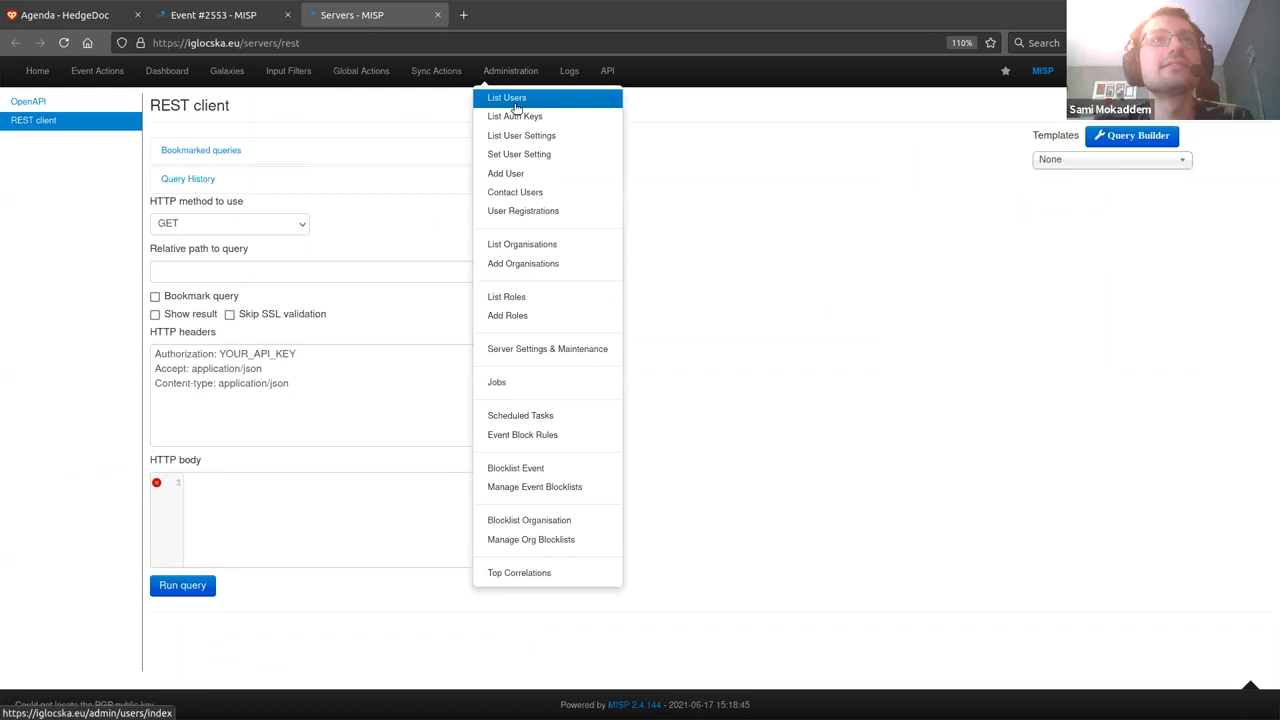 Agenda - HedgeDoc
Event #2553 - MISP
Servers - MISP
https://iglocska.eu/servers/rest
110%
Search
Home
Event Actions
Dashboard
Galaxies
Input Filters
Global Actions
Sync Actions
Administration
Logs
API
MISP
Sami Mokaddem
OpenAPI
REST client
REST client
Bookmarked queries
Query History
HTTP method to use
GET
Relative path to query
Bookmark query
Show result
Skip SSL validation
HTTP headers
Authorization: YOUR_API_KEY
Accept: application/json
Content-type: application/json
HTTP body
1
Run query
List Users
List Auth Keys
List User Settings
Set User Setting
Add User
Contact Users
User Registrations
List Organisations
Add Organisations
List Roles
Add Roles
Server Settings & Maintenance
Jobs
Scheduled Tasks
Event Block Rules
Blocklist Event
Manage Event Blocklists
Blocklist Organisation
Manage Org Blocklists
Top Correlations
Templates
Query Builder
None
Could not locate the PGP public key
Powered by MISP 2.4.144 - 2021-06-17 15:18:45
https://iglocska.eu/admin/users/index